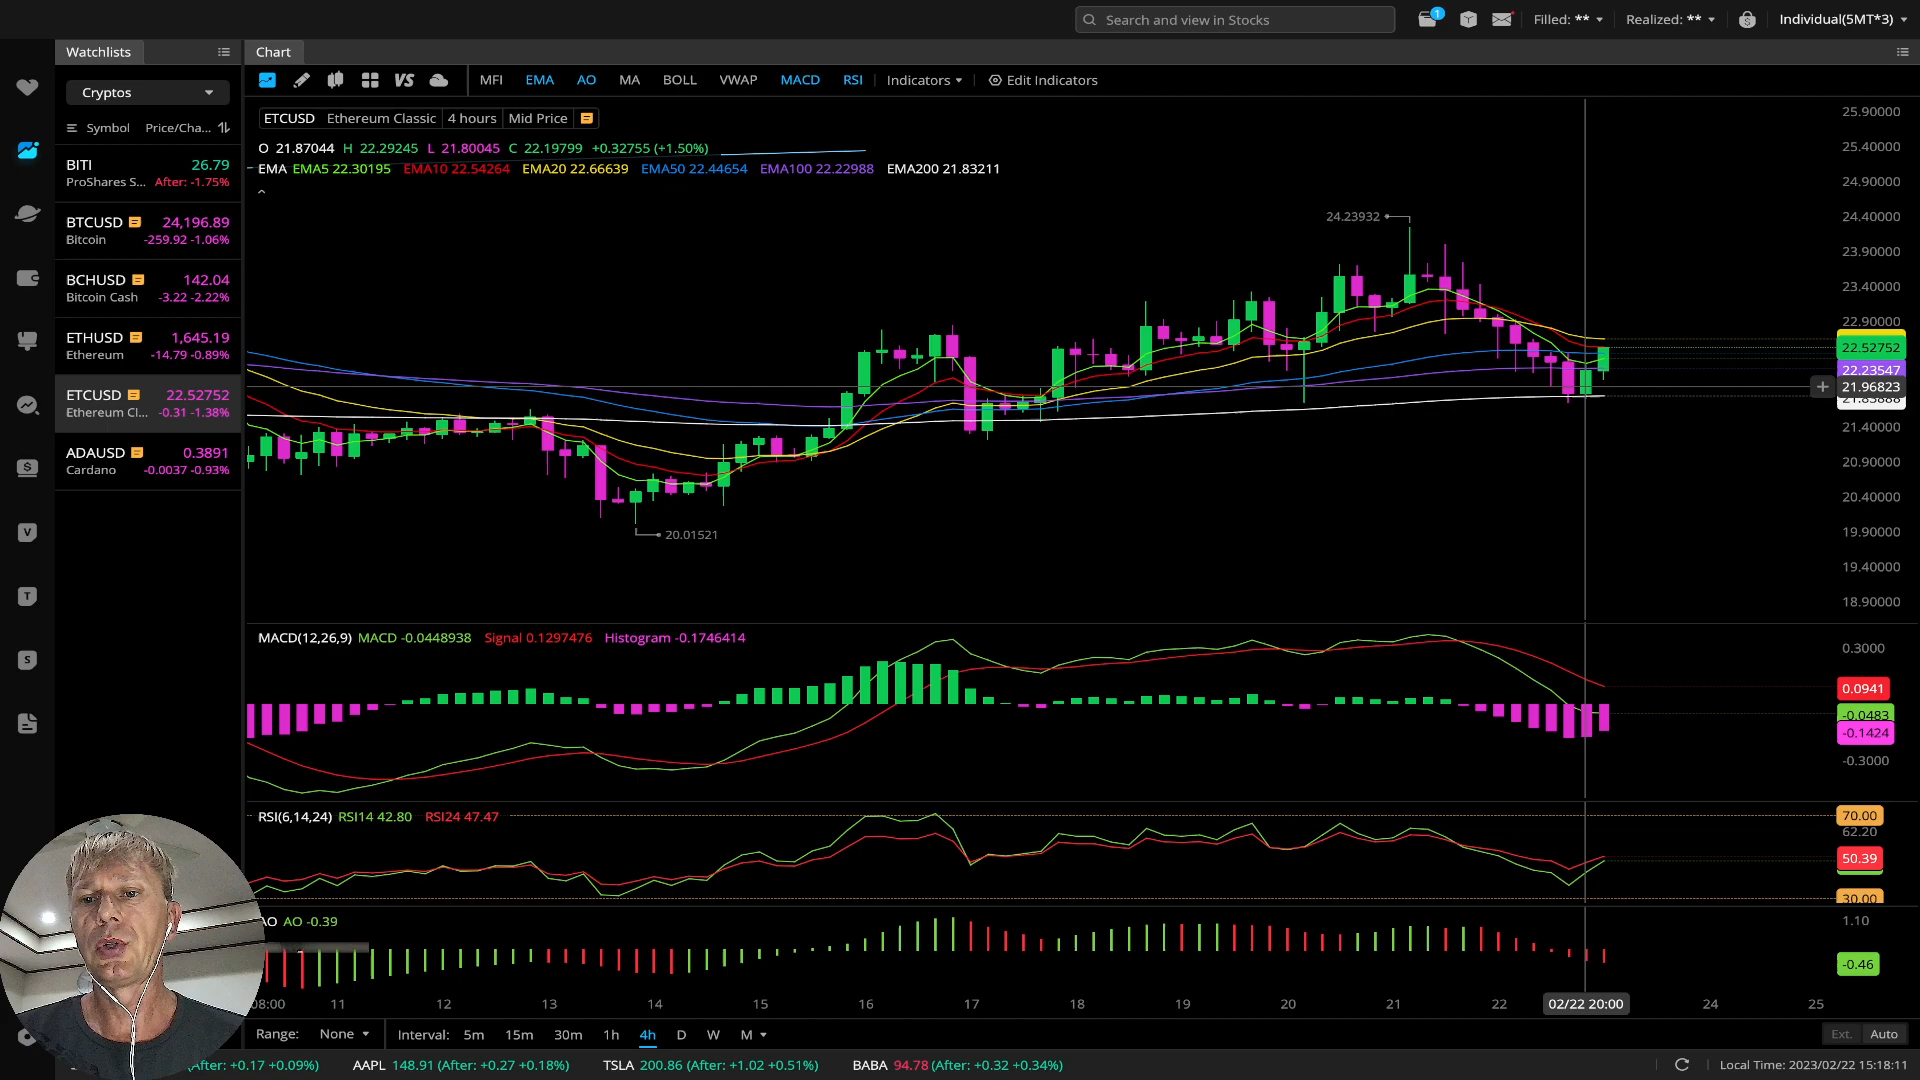 Search and view in Stocks
1
Filled: **
Realized: **
Individual(5MT*3)
Watchlists
Chart
Cryptos
VS
MFI EMA AO MA BOLL VWAP MACD RSI Indicators Edit Indicators
Symbol Price/Cha...
ETCUSD Ethereum Classic 4 hours Mid Price
O 21.87044 H 22.29245 L 21.80045 C 22.19799 +0.32755 (+1.50%)
EMA EMA5 22.30195 EMA10 22.54264 EMA20 22.66639 EMA50 22.44654 EMA100 22.22988 EMA200 21.83211
BITI 26.79
ProShares S... After: -1.75%
BTCUSD 24,196.89
Bitcoin -259.92 -1.06%
BCHUSD 142.04
Bitcoin Cash -3.22 -2.22%
ETHUSD 1,645.19
Ethereum -14.79 -0.89%
ETCUSD 22.52752
Ethereum Cl... -0.31 -1.38%
ADAUSD 0.3891
Cardano -0.0037 -0.93%
V
T
S
24.23932
20.01521
25.90000
25.40000
24.90000
24.40000
23.90000
23.40000
22.90000
22.52752
22.23547
21.96823
21.40000
20.90000
20.40000
19.90000
19.40000
18.90000
MACD(12,26,9) MACD -0.0448938 Signal 0.1297476 Histogram -0.1746414
0.3000
0.0941
-0.0483
-0.1424
-0.3000
RSI(6,14,24) RSI14 42.80 RSI24 47.47
70.00
62.20
50.39
30.00
AO AO -0.39
1.10
-0.46
08:00 11 12 13 14 15 16 17 18 19 20 21 22 02/22 20:00 24 25
Range: None Interval: 5m 15m 30m 1h 4h D W M
Ext. Auto
(After: +0.17 +0.09%) AAPL 148.91 (After: +0.27 +0.18%) TSLA 200.86 (After: +1.02 +0.51%) BABA 94.78 (After: +0.32 +0.34%)
Local Time: 2023/02/22 15:18:11